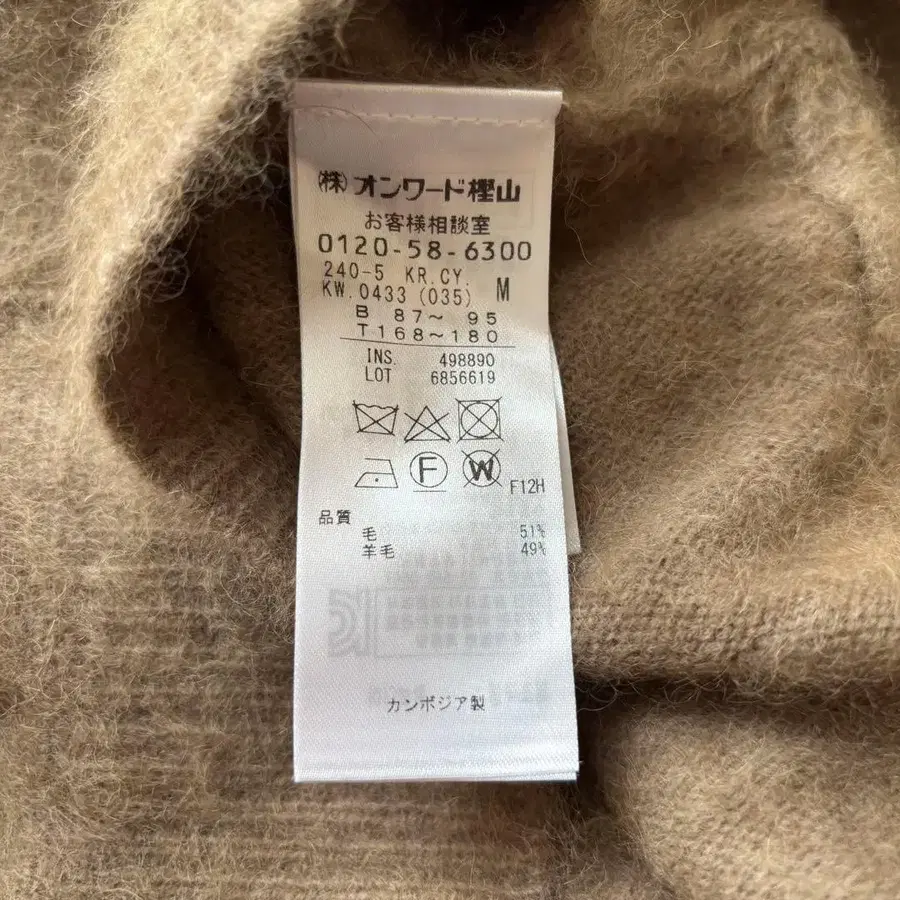 (株)オンワード樫山
お客様相談室
0120-58-6300
240-5 KR.CY. M
KW.0433 (035)
B 87～ 95
T168～180
INS. 498890
LOT 6856619
F
W
F12H
品質
毛 51%
羊毛 49%
カンボジア製